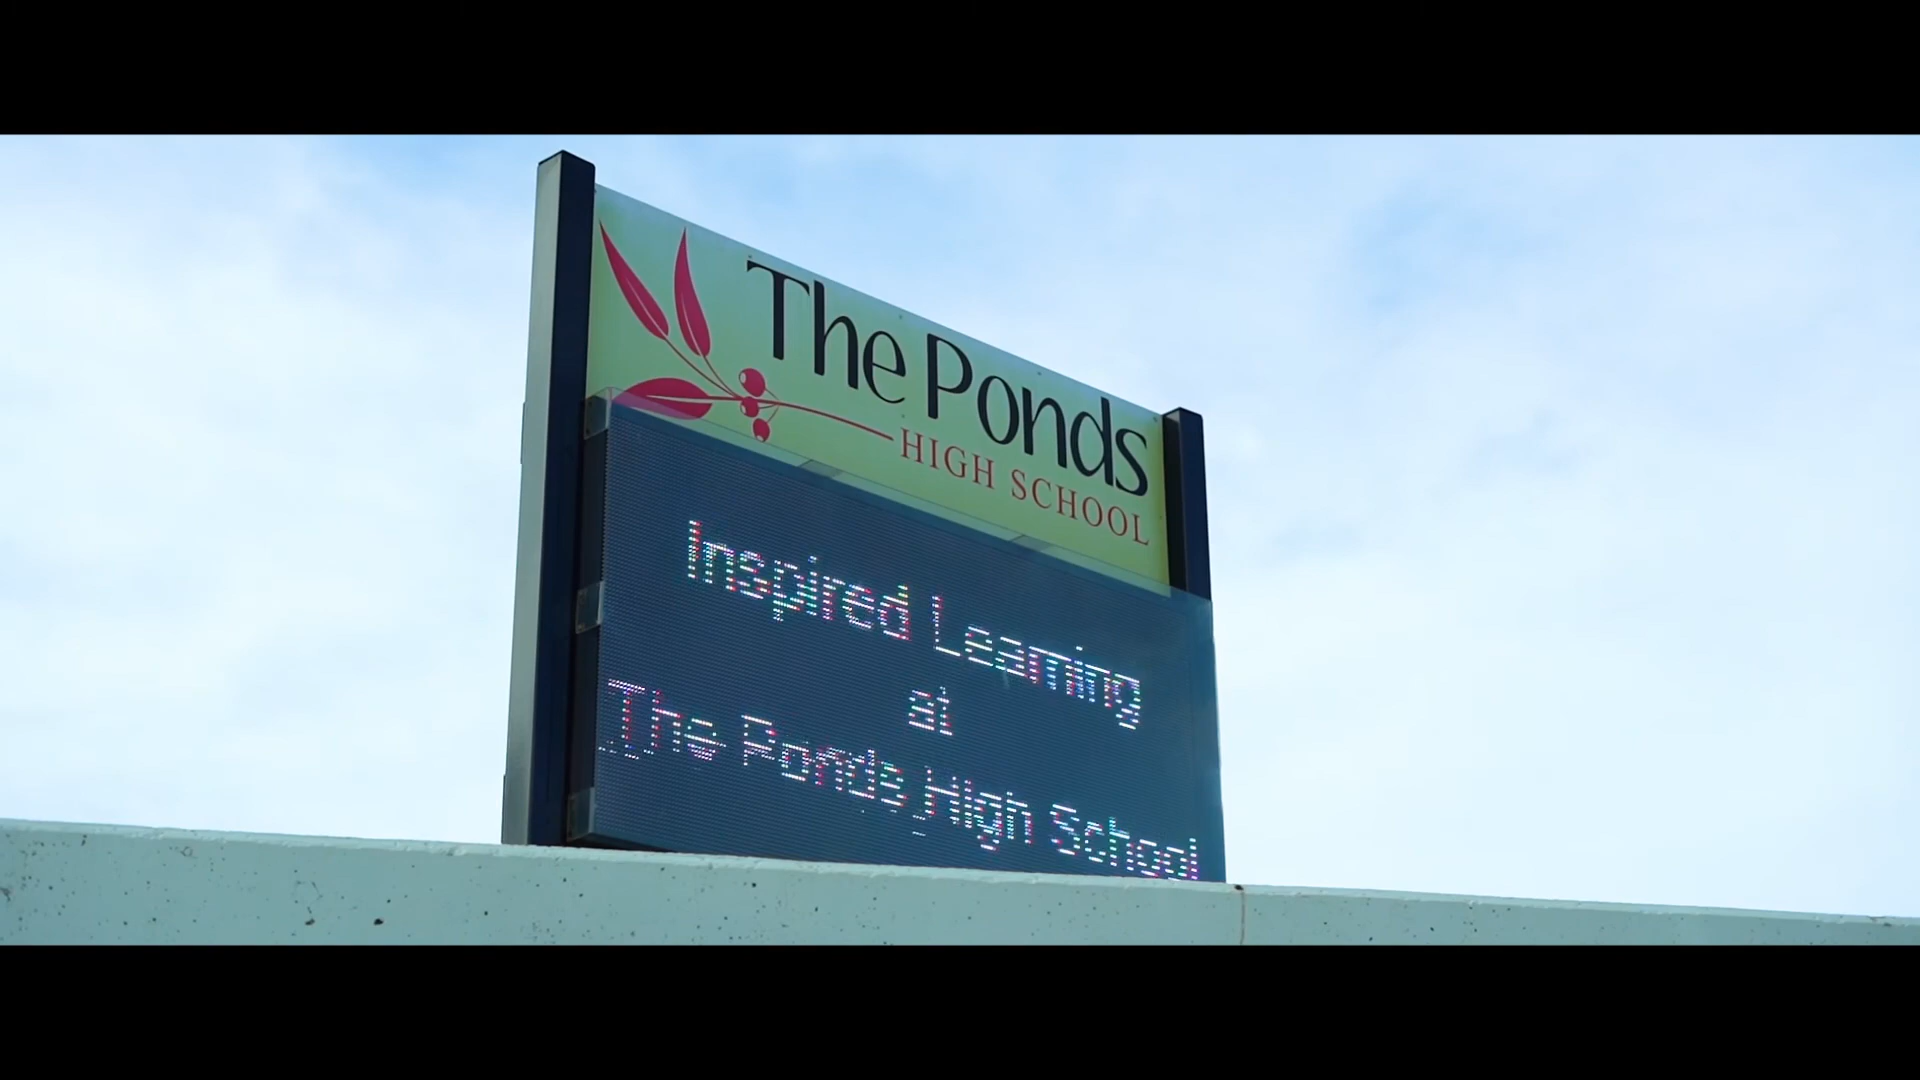 The Ponds
HIGH SCHOOL
Inspired Learning
at
The Ponds High School